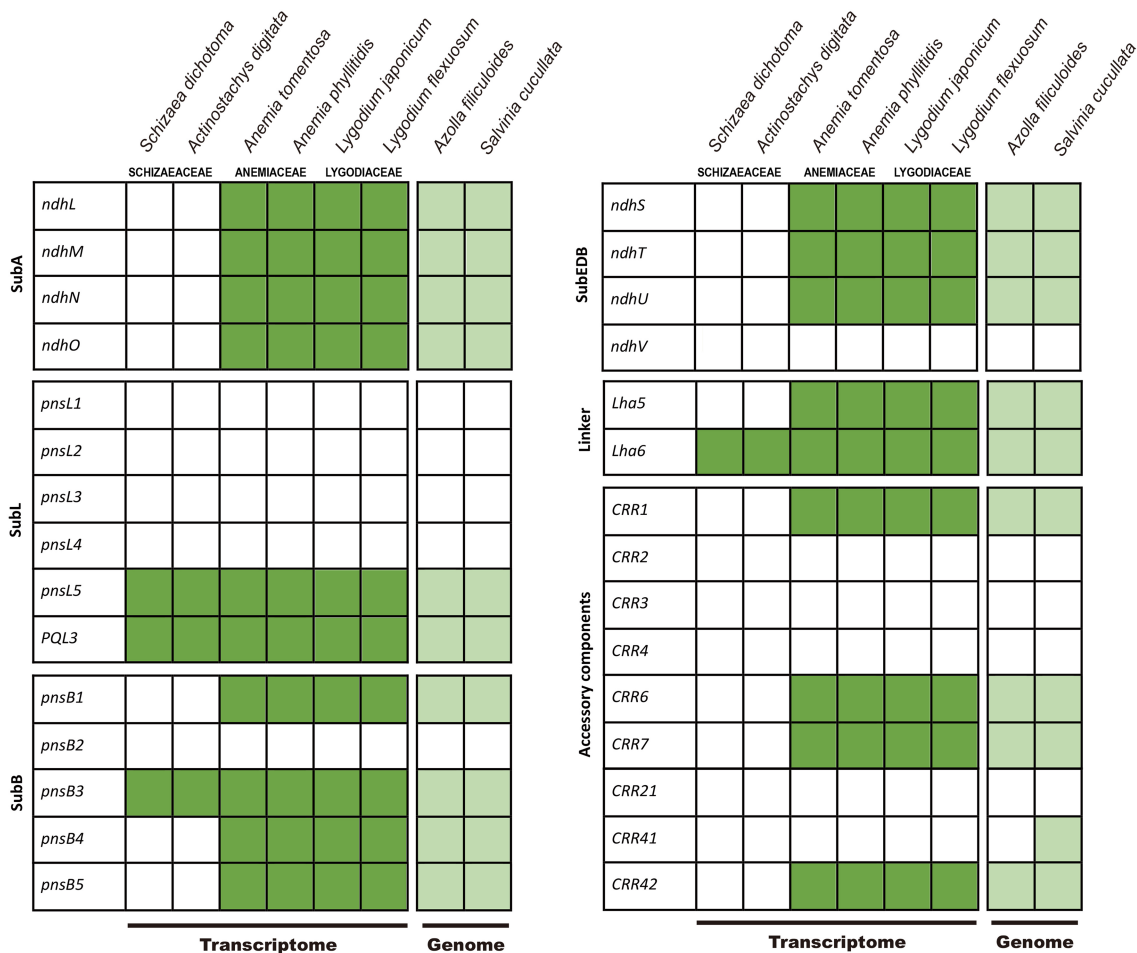 Schizaea dichotoma
Actinostachys digitata
Anemia tomentosa
Anemia phyllitidis
Lygodium japonicum
Lygodium flexuosum
Azolla filiculoides
Salvinia cucullata
SCHIZAEACEAE ANEMIACEAE LYGODIACEAE
SubA
ndhL
ndhM
ndhN
ndhO
SubL
pnsL1
pnsL2
pnsL3
pnsL4
pnsL5
PQL3
SubB
pnsB1
pnsB2
pnsB3
pnsB4
pnsB5
Transcriptome Genome
Schizaea dichotoma
Actinostachys digitata
Anemia tomentosa
Anemia phyllitidis
Lygodium japonicum
Lygodium flexuosum
Azolla filiculoides
Salvinia cucullata
SCHIZAEACEAE ANEMIACEAE LYGODIACEAE
SubEDB
ndhS
ndhT
ndhU
ndhV
Linker
Lha5
Lha6
Accessory components
CRR1
CRR2
CRR3
CRR4
CRR6
CRR7
CRR21
CRR41
CRR42
Transcriptome Genome